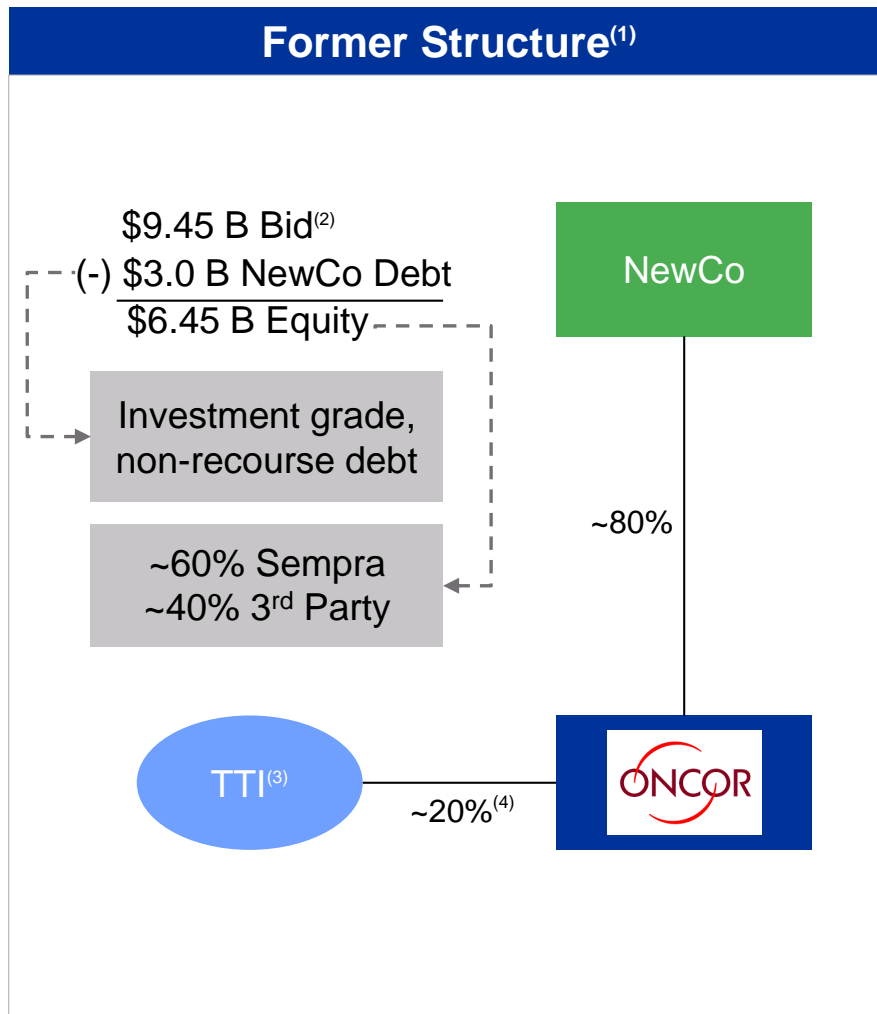 Former Structure(1)
$9.45 B Bid(2)
(-) $3.0 B NewCo Debt
$6.45 B Equity
NewCo
Investment grade,
non-recourse debt
~80%
~60% Sempra
~40% 3rd Party
TTI(3)
~20%(4)
ONCOR